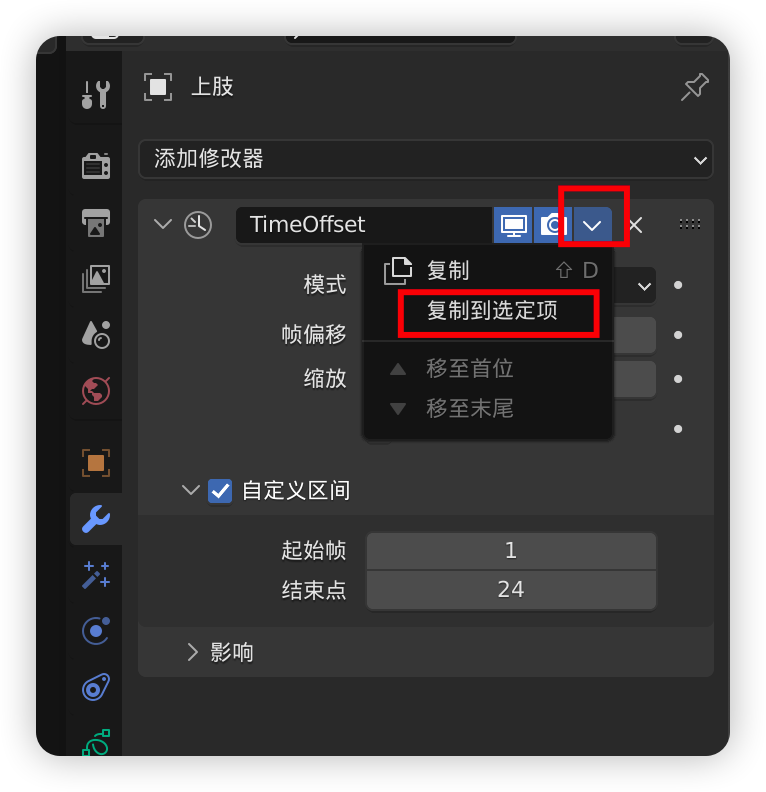 上肢
添加修改器
TimeOffset
复制 ⇧ D
模式
复制到选定项
帧偏移
移至首位
缩放
移至末尾
自定义区间
起始帧 1
结束点 24
影响